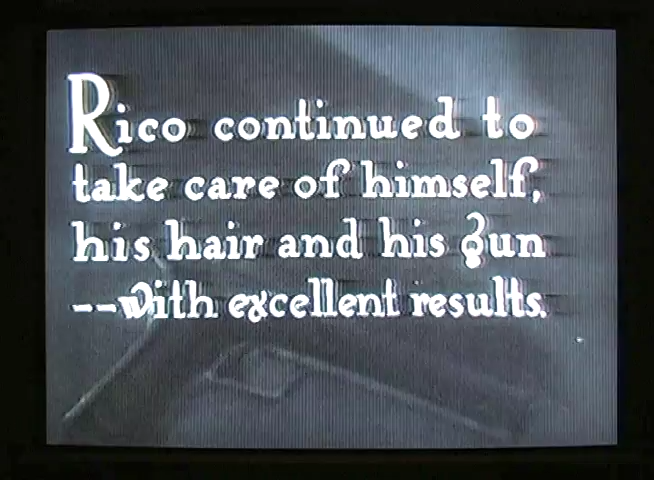 Rico continued to
take care of himself,
his hair and his gun
--with excellent results.